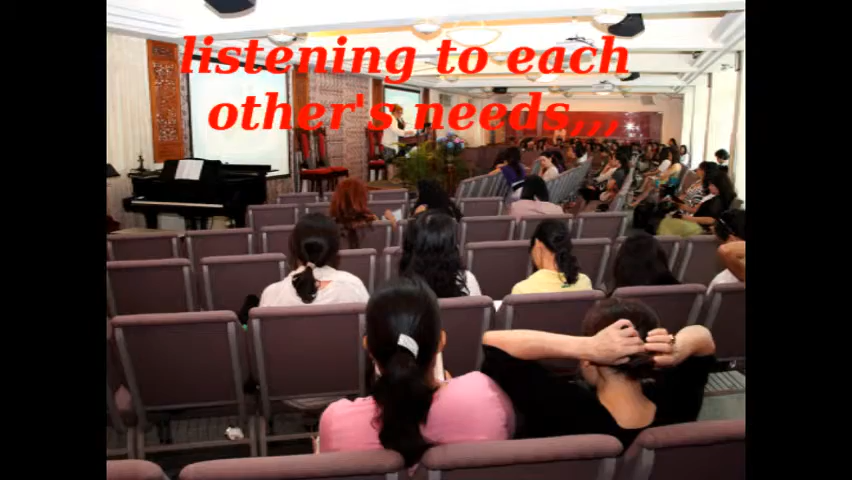 listening to each
other's needs,,,